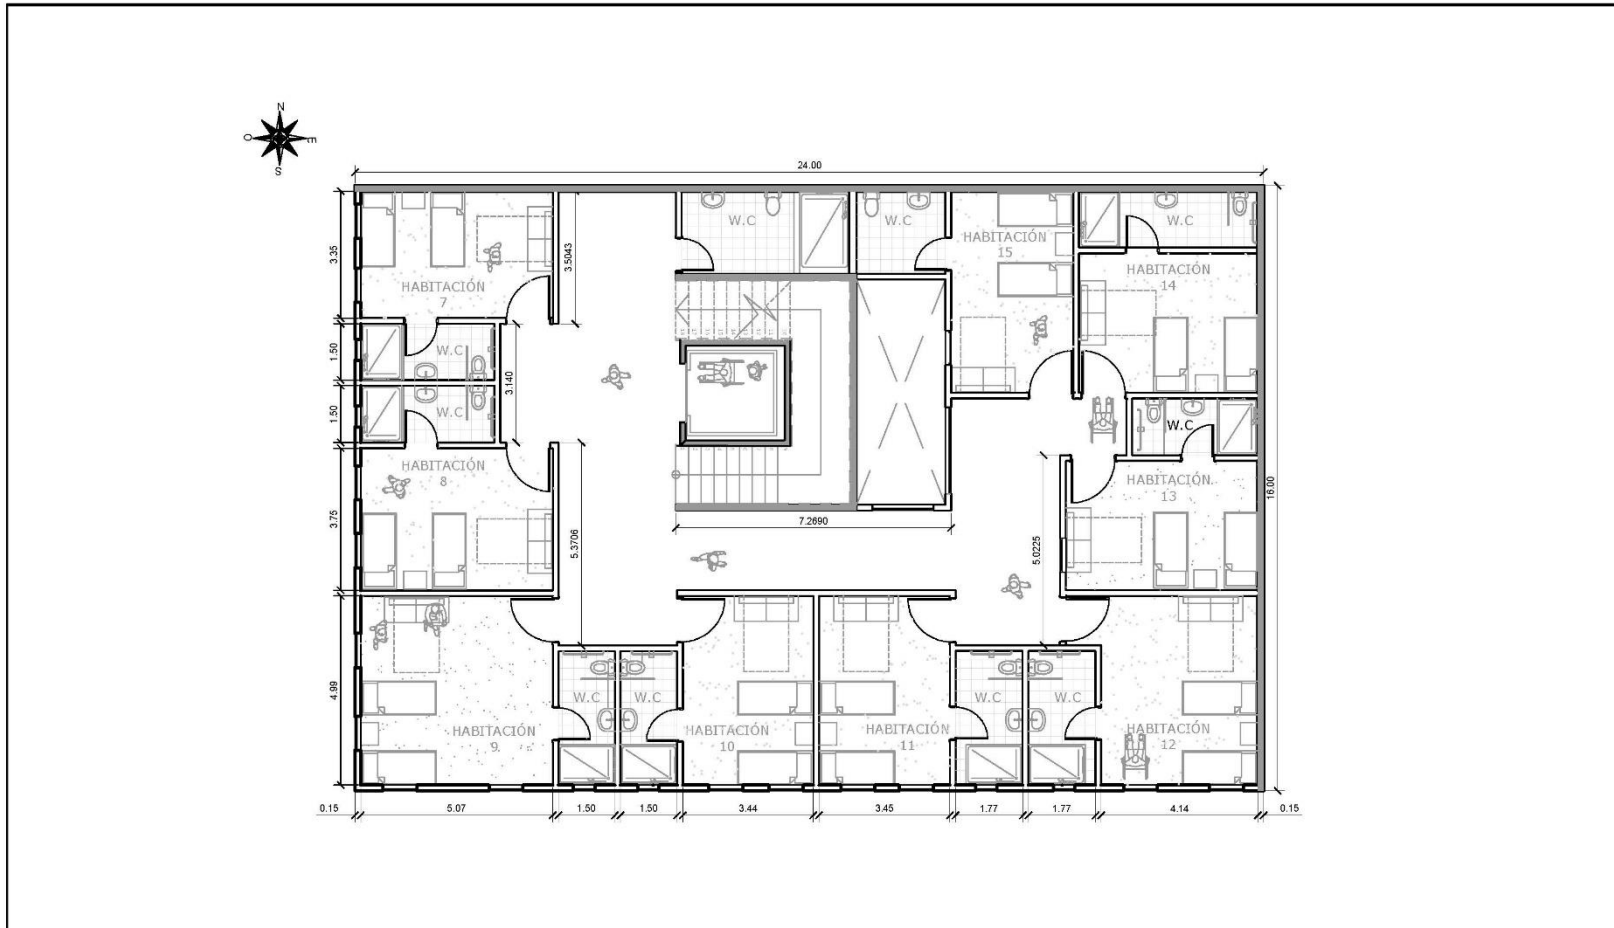 N
O
E
S
24.00
W.C
W.C
W.C
HABITACIÓN
15
HABITACIÓN
14
3.35
3.5043
HABITACIÓN
7
1.50
W.C
3.140
1.50
W.C
W.C
HABITACIÓN
8
HABITACIÓN
13
16.00
3.75
5.3706
7.2690
5.0225
4.99
W.C
W.C
W.C
W.C
HABITACIÓN
9
HABITACIÓN
10
HABITACIÓN
11
HABITACIÓN
12
0.15
5.07
1.50
1.50
3.44
3.45
1.77
1.77
4.14
0.15